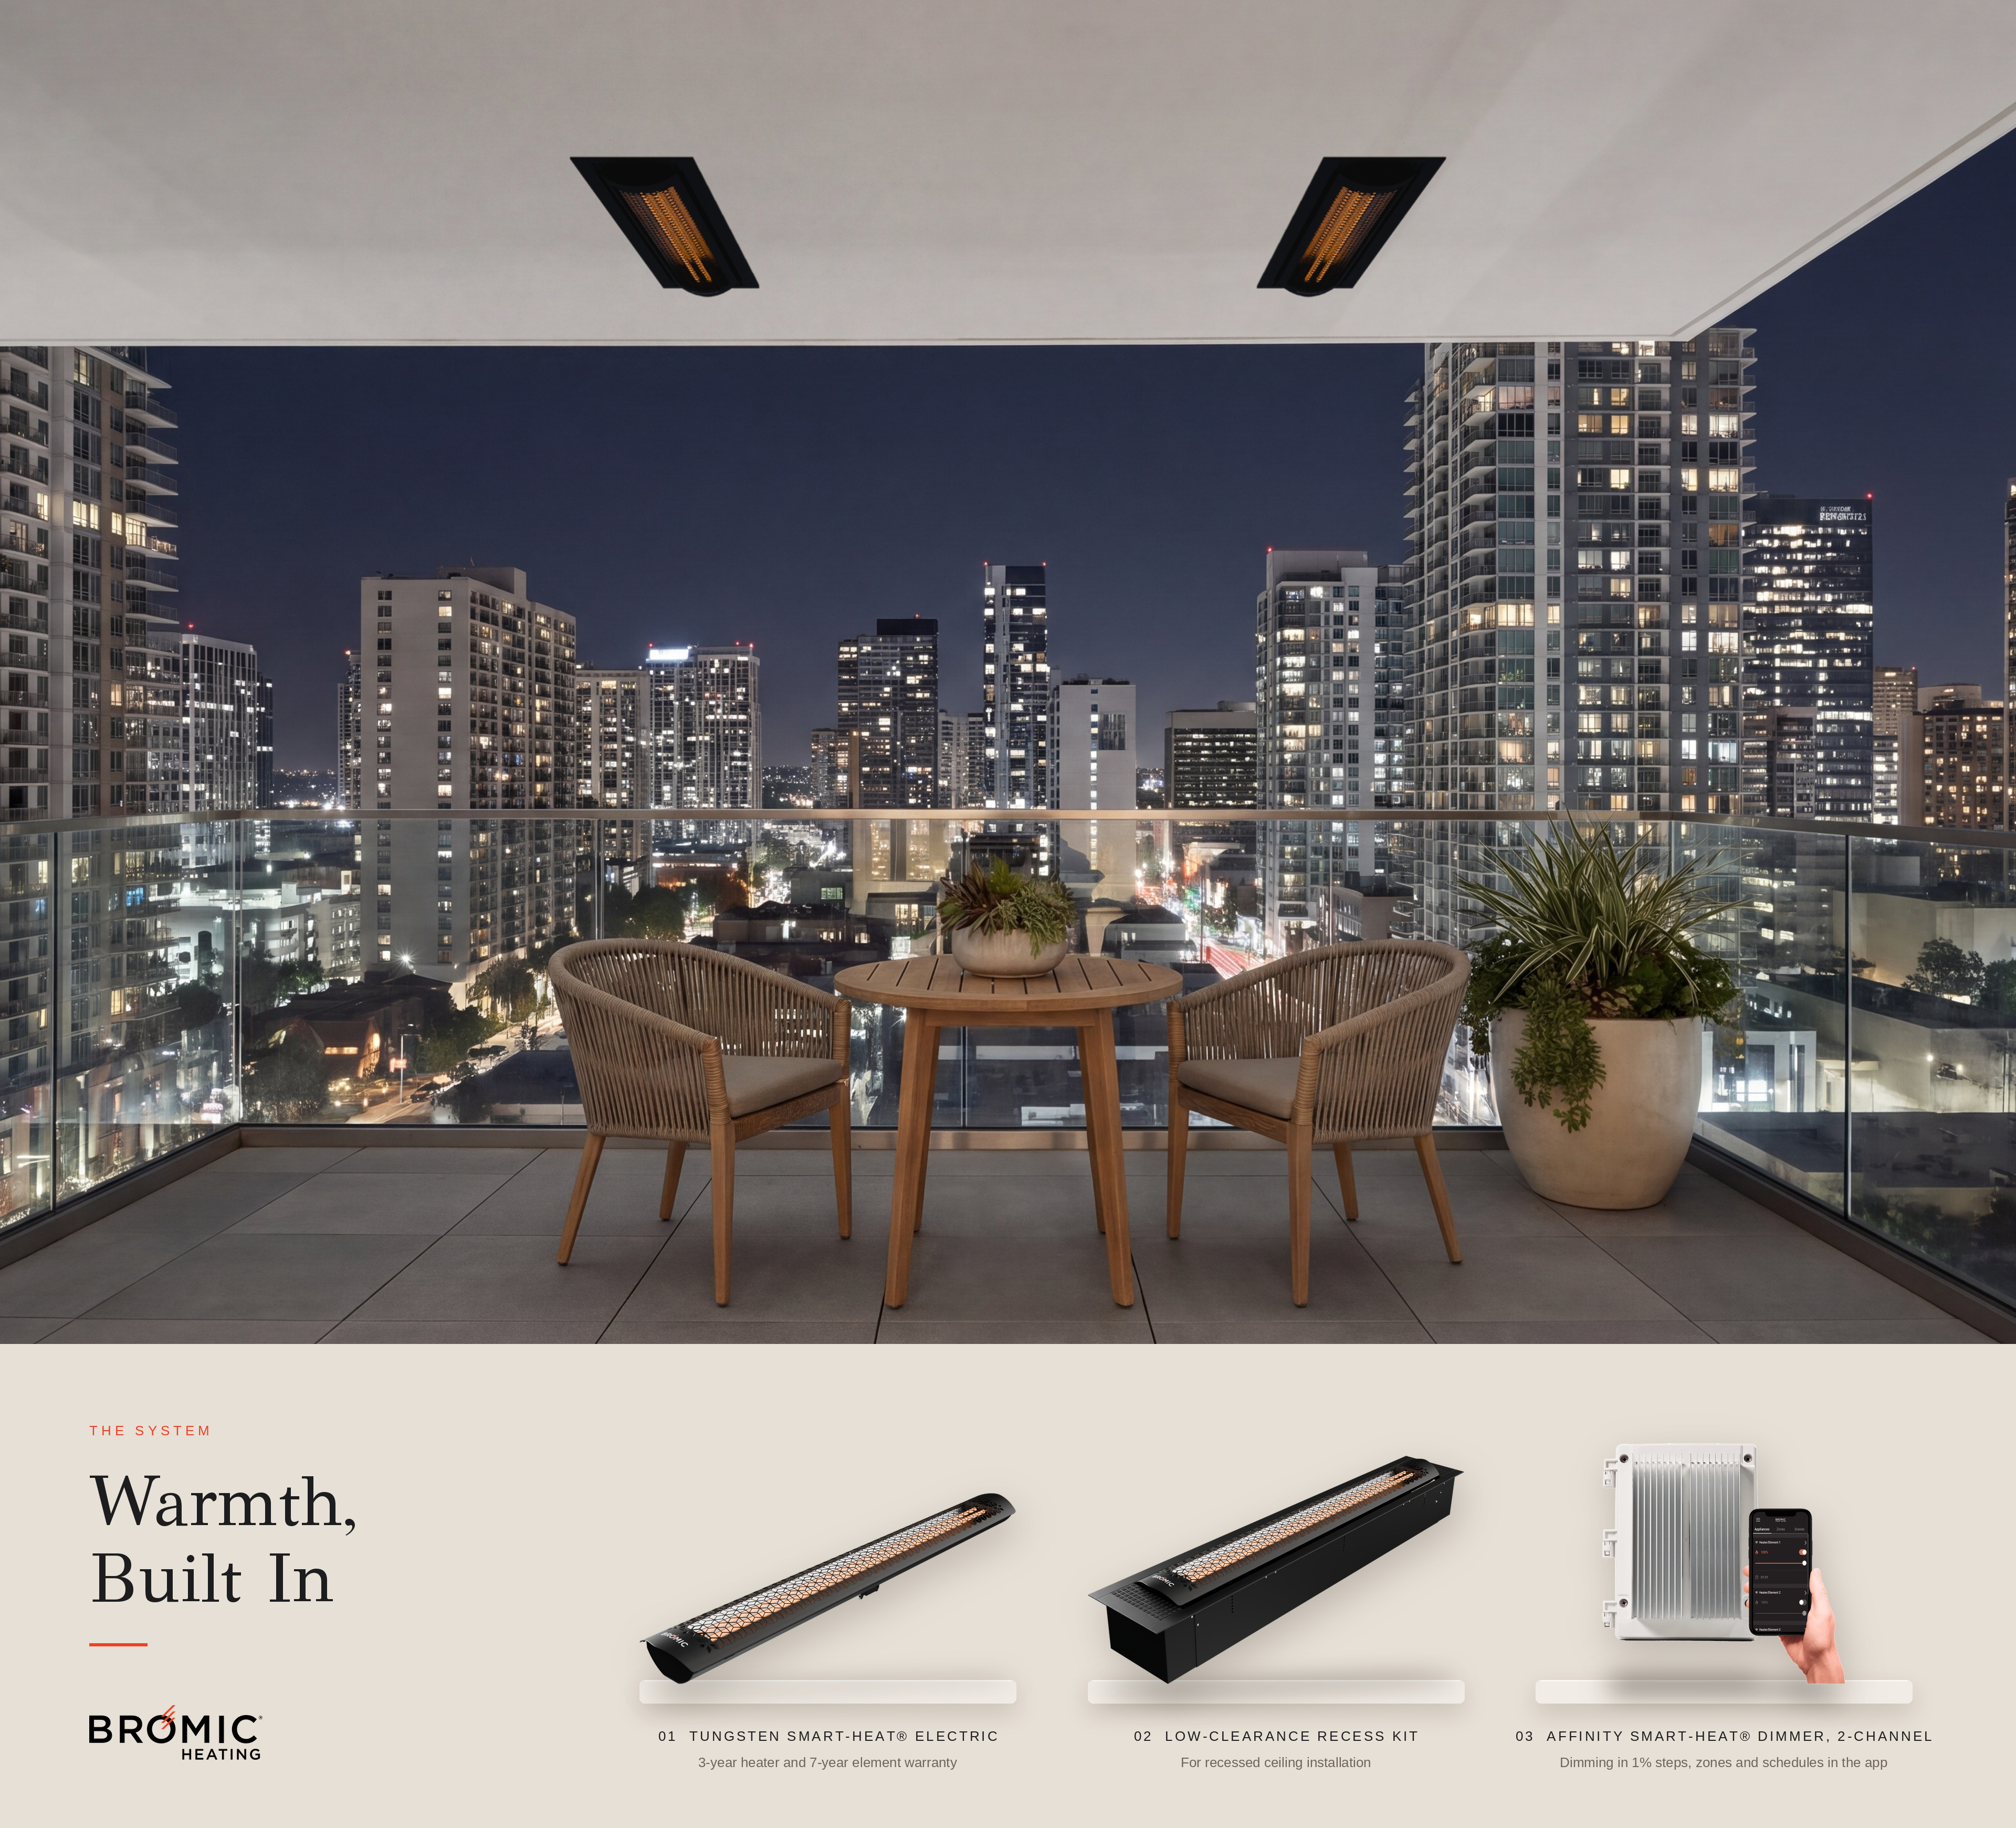 THE SYSTEM
Warmth,
Built In
BROMIC®
HEATING
BROMIC
BROMIC
01 TUNGSTEN SMART-HEAT® ELECTRIC
3-year heater and 7-year element warranty
02 LOW-CLEARANCE RECESS KIT
For recessed ceiling installation
03 AFFINITY SMART-HEAT® DIMMER, 2-CHANNEL
Dimming in 1% steps, zones and schedules in the app